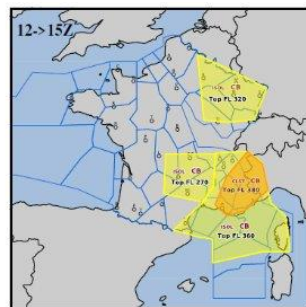 12->15Z
ISOL CB
Top FL 320
ISOL CB
Top FL 270
CB
Top FL 380
ISOL CB
Top FL 360